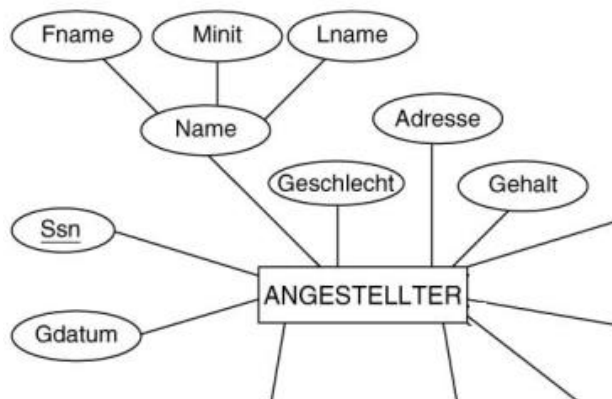 Fname
Minit
Lname
Name
Adresse
Geschlecht
Gehalt
Ssn
ANGESTELLTER
Gdatum